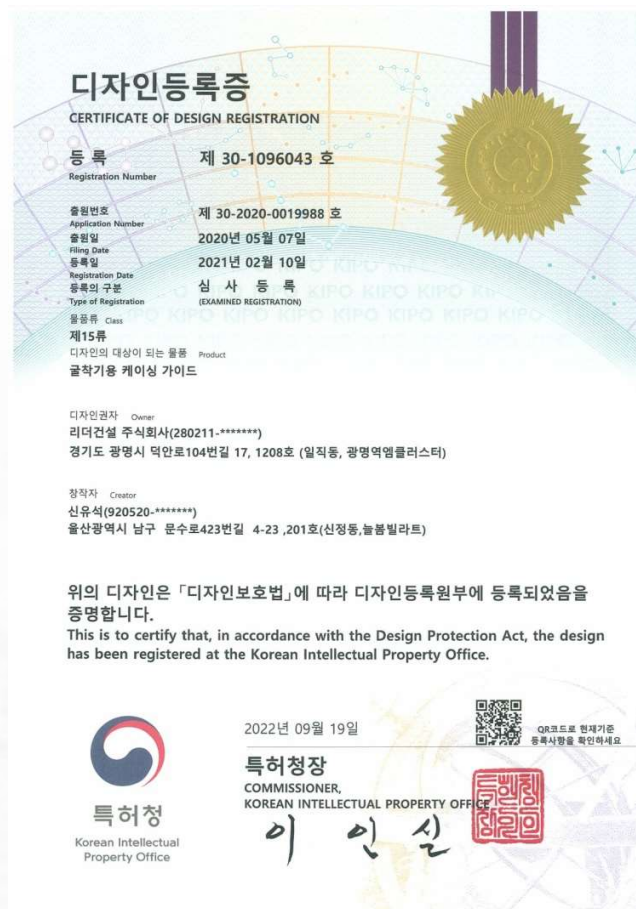 디자인등록증
CERTIFICATE OF DESIGN REGISTRATION
등 록 제 30-1096043 호
Registration Number
출원번호 제 30-2020-0019988 호
Application Number
출원일 2020년 05월 07일
Filing Date
등록일 2021년 02월 10일
Registration Date
등록의 구분 심 사 등 록
Type of Registration (EXAMINED REGISTRATION)
물품류 Class
제15류
디자인의 대상이 되는 물품 Product
굴착기용 케이싱 가이드
디자인권자 Owner
리더건설 주식회사(280211-*******)
경기도 광명시 덕안로104번길 17, 1208호 (일직동, 광명역엠클러스터)
창작자 Creator
신유석(920520-*******)
울산광역시 남구 문수로423번길 4-23 ,201호(신정동,늘봄빌라트)
위의 디자인은 「디자인보호법」에 따라 디자인등록원부에 등록되었음을
증명합니다.
This is to certify that, in accordance with the Design Protection Act, the design
has been registered at the Korean Intellectual Property Office.
2022년 09월 19일
QR코드로 현재기준
등록사항을 확인하세요
특허청장
COMMISSIONER,
KOREAN INTELLECTUAL PROPERTY OFFICE
이 인 실
특허청
Korean Intellectual
Property Office